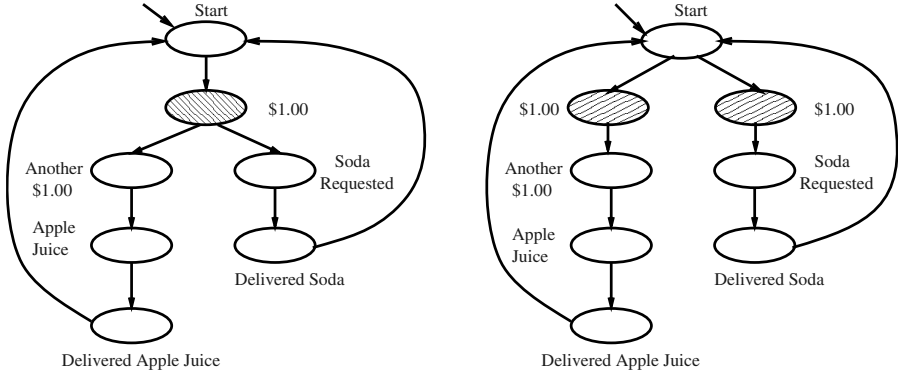 Start
$1.00
Another
$1.00
Soda
Requested
Apple
Juice
Delivered Soda
Delivered Apple Juice
Start
$1.00
$1.00
Another
$1.00
Soda
Requested
Apple
Juice
Delivered Soda
Delivered Apple Juice